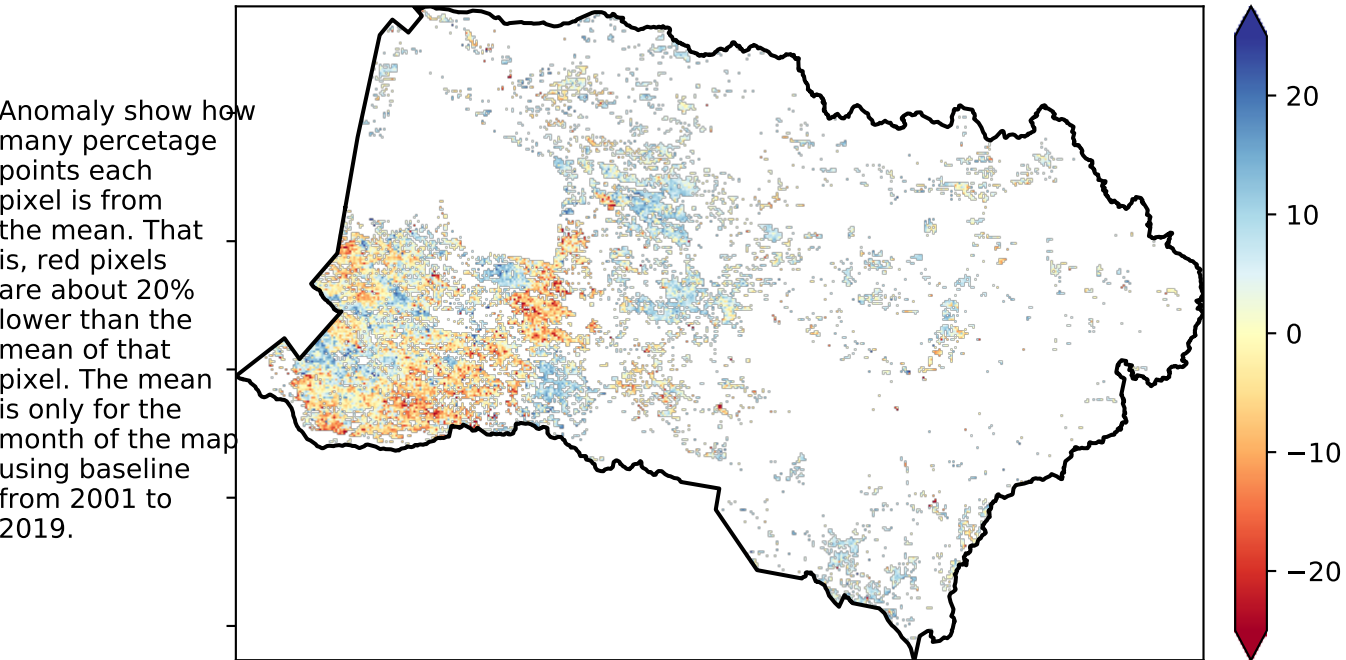 Anomaly show how
many percetage
points each
pixel is from
the mean. That
is, red pixels
are about 20%
lower than the
mean of that
pixel. The mean
is only for the
month of the map
using baseline
from 2001 to
2019.
20
10
0
−10
−20